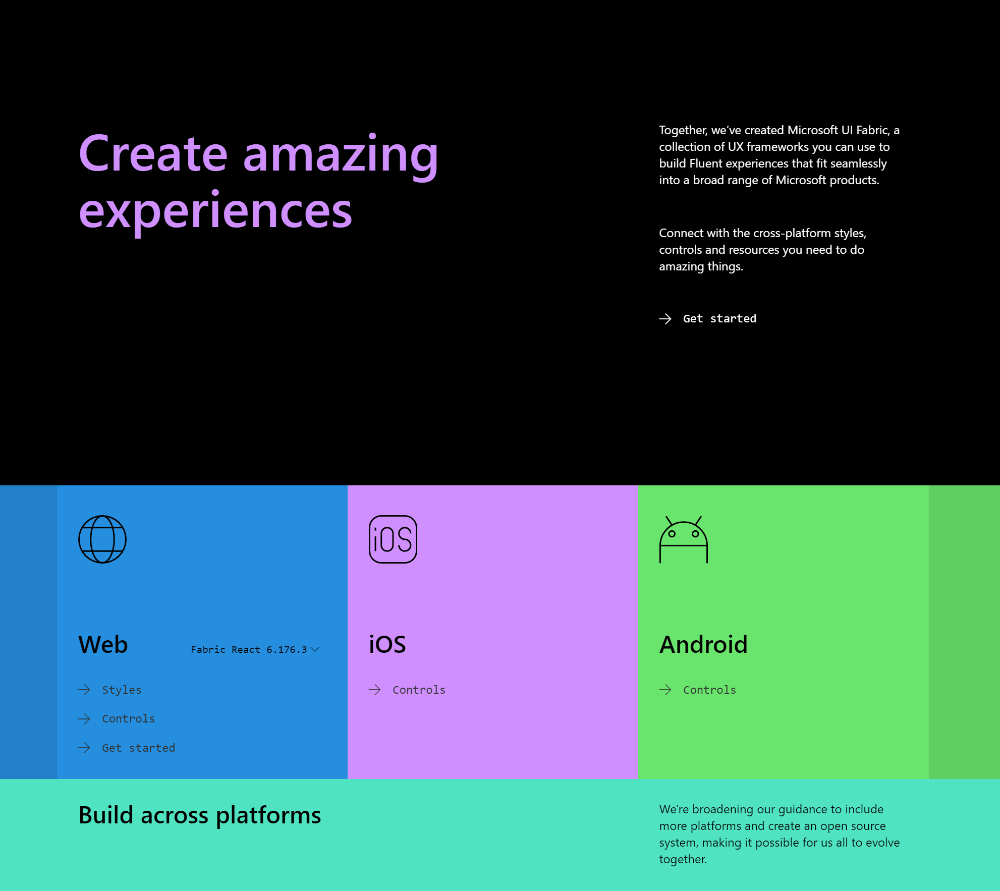 Create amazing
experiences
Together, we’ve created Microsoft UI Fabric, a
collection of UX frameworks you can use to
build Fluent experiences that fit seamlessly
into a broad range of Microsoft products.
Connect with the cross-platform styles,
controls and resources you need to do
amazing things.
Get started
Web
Fabric React 6.176.3
Styles
Controls
Get started
iOS
iOS
Controls
Android
Controls
Build across platforms
We're broadening our guidance to include
more platforms and create an open source
system, making it possible for us all to evolve
together.